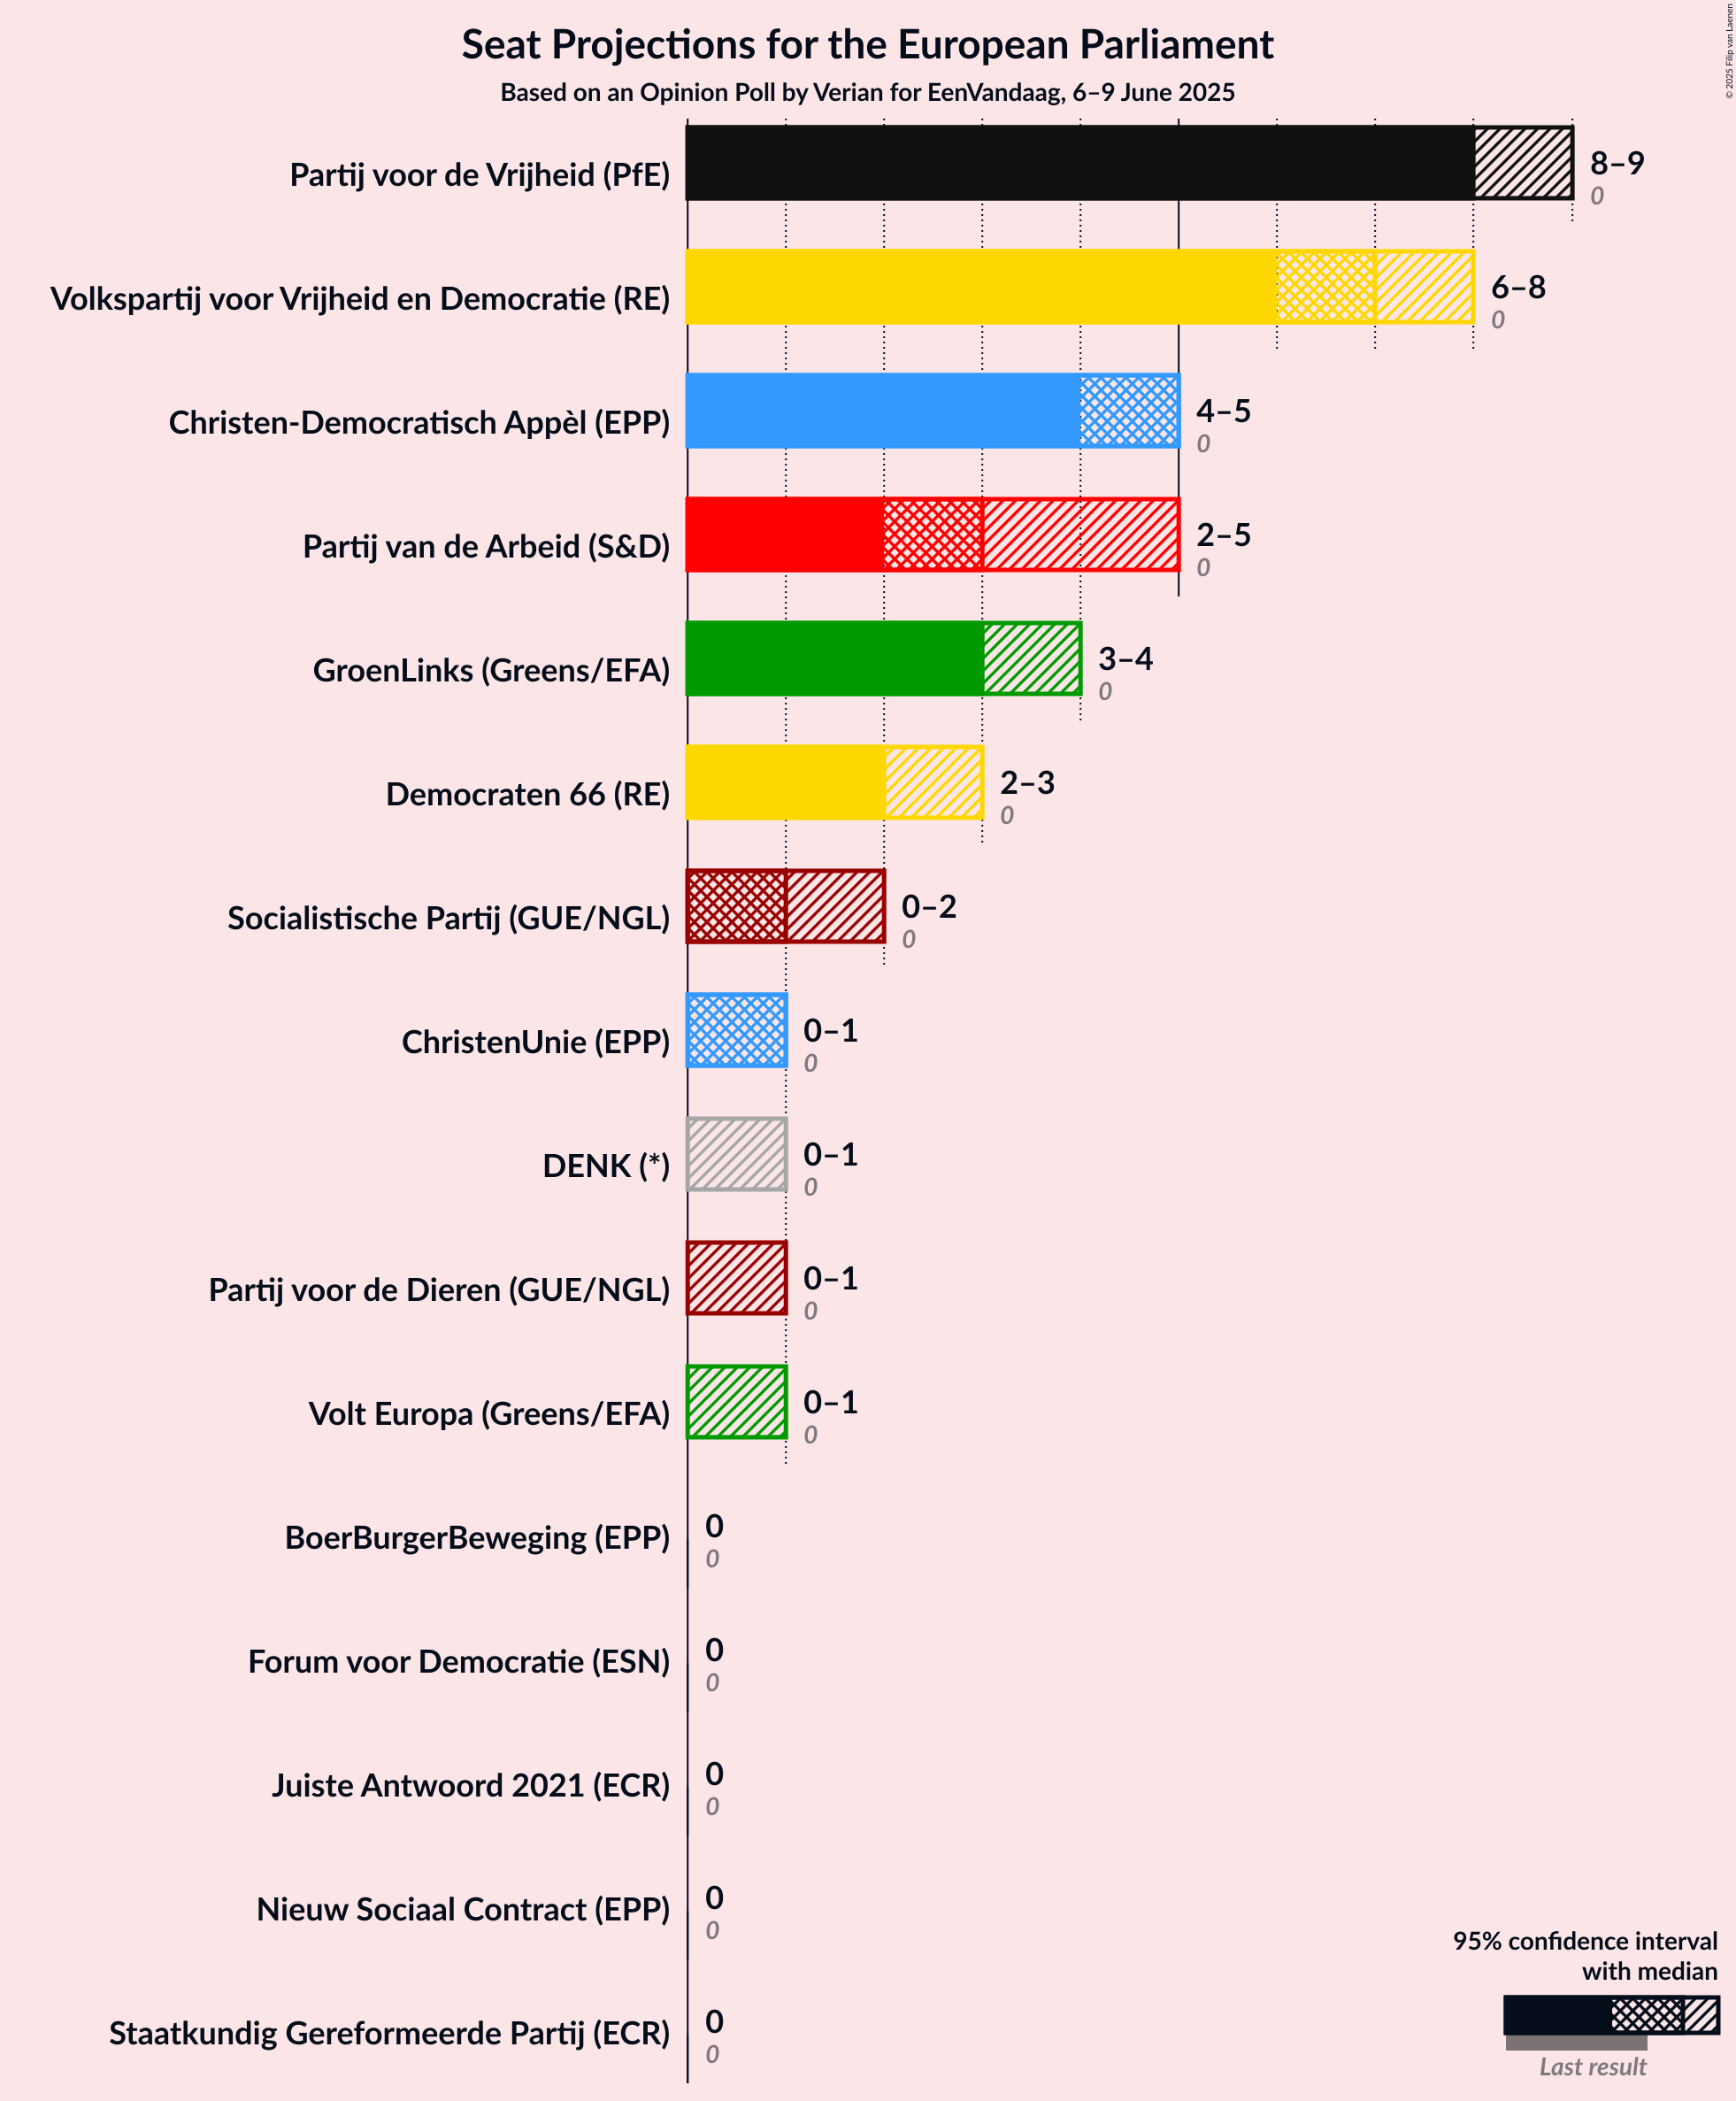 Seat Projections for the European Parliament
Based on an Opinion Poll by Verian for EenVandaag, 6–9 June 2025
© 2025 Filip van Laenen
Partij voor de Vrijheid (PfE)
8–9
0
Volkspartij voor Vrijheid en Democratie (RE)
6–8
0
Christen-Democratisch Appèl (EPP)
4–5
0
Partij van de Arbeid (S&D)
2–5
0
GroenLinks (Greens/EFA)
3–4
0
Democraten 66 (RE)
2–3
0
Socialistische Partij (GUE/NGL)
0–2
0
ChristenUnie (EPP)
0–1
0
DENK (*)
0–1
0
Partij voor de Dieren (GUE/NGL)
0–1
0
Volt Europa (Greens/EFA)
0–1
0
BoerBurgerBeweging (EPP)
0
0
Forum voor Democratie (ESN)
0
0
Juiste Antwoord 2021 (ECR)
0
0
Nieuw Sociaal Contract (EPP)
0
0
Staatkundig Gereformeerde Partij (ECR)
0
0
95% confidence interval
with median
Last result